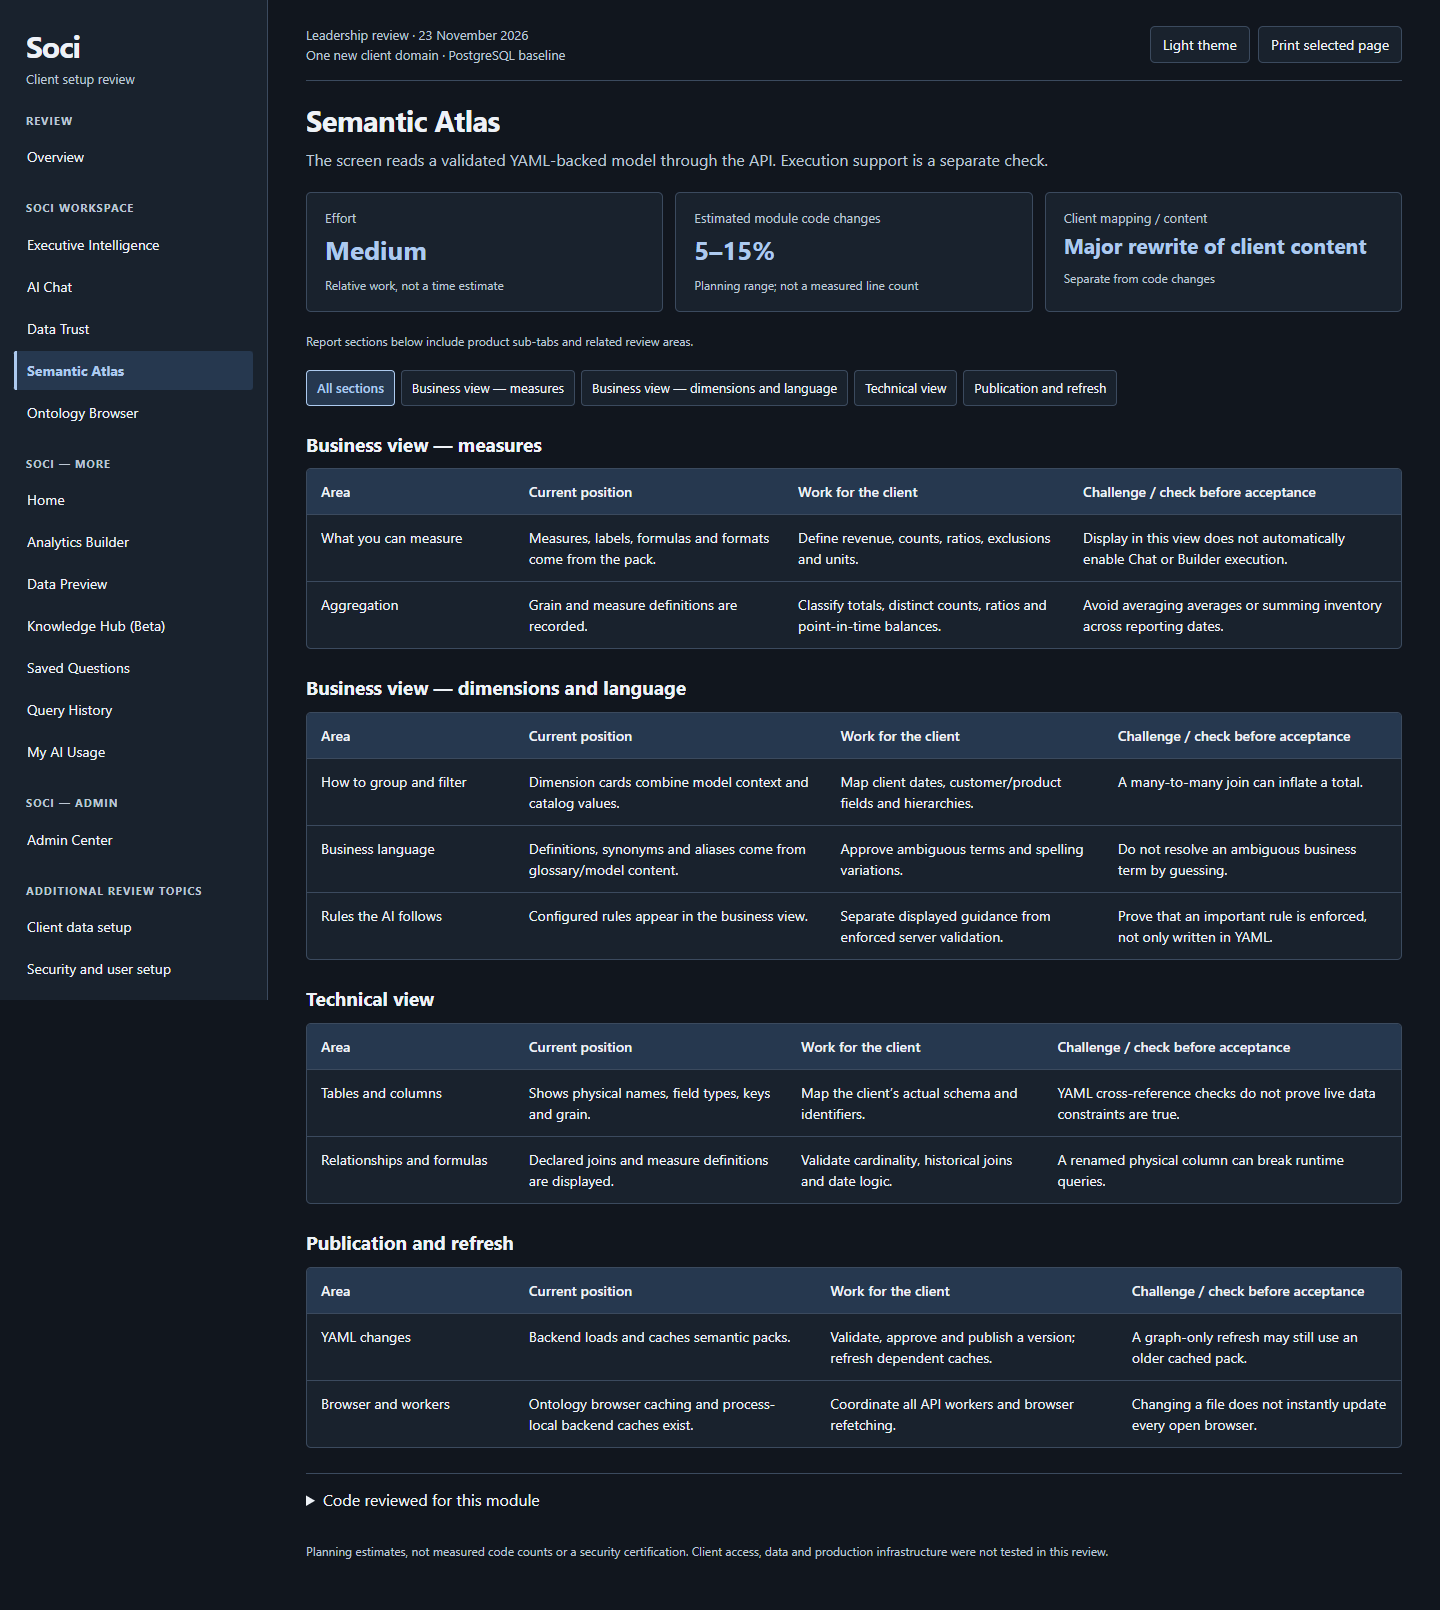 Soci
Client setup review
REVIEW
Overview
SOCI WORKSPACE
Executive Intelligence
AI Chat
Data Trust
Semantic Atlas
Ontology Browser
SOCI — MORE
Home
Analytics Builder
Data Preview
Knowledge Hub (Beta)
Saved Questions
Query History
My AI Usage
SOCI — ADMIN
Admin Center
ADDITIONAL REVIEW TOPICS
Client data setup
Security and user setup
Leadership review · 23 November 2026
One new client domain · PostgreSQL baseline
Light theme
Print selected page
Semantic Atlas
The screen reads a validated YAML-backed model through the API. Execution support is a separate check.
Effort
Medium
Relative work, not a time estimate
Estimated module code changes
5–15%
Planning range; not a measured line count
Client mapping / content
Major rewrite of client content
Separate from code changes
Report sections below include product sub-tabs and related review areas.
All sections
Business view — measures
Business view — dimensions and language
Technical view
Publication and refresh
Business view — measures
Area
Current position
Work for the client
Challenge / check before acceptance
What you can measure
Measures, labels, formulas and formats
come from the pack.
Define revenue, counts, ratios, exclusions
and units.
Display in this view does not automatically
enable Chat or Builder execution.
Aggregation
Grain and measure definitions are
recorded.
Classify totals, distinct counts, ratios and
point-in-time balances.
Avoid averaging averages or summing inventory
across reporting dates.
Business view — dimensions and language
Area
Current position
Work for the client
Challenge / check before acceptance
How to group and filter
Dimension cards combine model context and
catalog values.
Map client dates, customer/product
fields and hierarchies.
A many-to-many join can inflate a total.
Business language
Definitions, synonyms and aliases come from
glossary/model content.
Approve ambiguous terms and spelling
variations.
Do not resolve an ambiguous business
term by guessing.
Rules the AI follows
Configured rules appear in the business view.
Separate displayed guidance from
enforced server validation.
Prove that an important rule is enforced,
not only written in YAML.
Technical view
Area
Current position
Work for the client
Challenge / check before acceptance
Tables and columns
Shows physical names, field types, keys
and grain.
Map the client's actual schema and
identifiers.
YAML cross-reference checks do not prove live data
constraints are true.
Relationships and formulas
Declared joins and measure definitions
are displayed.
Validate cardinality, historical joins
and date logic.
A renamed physical column can break runtime
queries.
Publication and refresh
Area
Current position
Work for the client
Challenge / check before acceptance
YAML changes
Backend loads and caches semantic packs.
Validate, approve and publish a version;
refresh dependent caches.
A graph-only refresh may still use an
older cached pack.
Browser and workers
Ontology browser caching and process-
local backend caches exist.
Coordinate all API workers and browser
refetching.
Changing a file does not instantly update
every open browser.
Code reviewed for this module
Planning estimates, not measured code counts or a security certification. Client access, data and production infrastructure were not tested in this review.